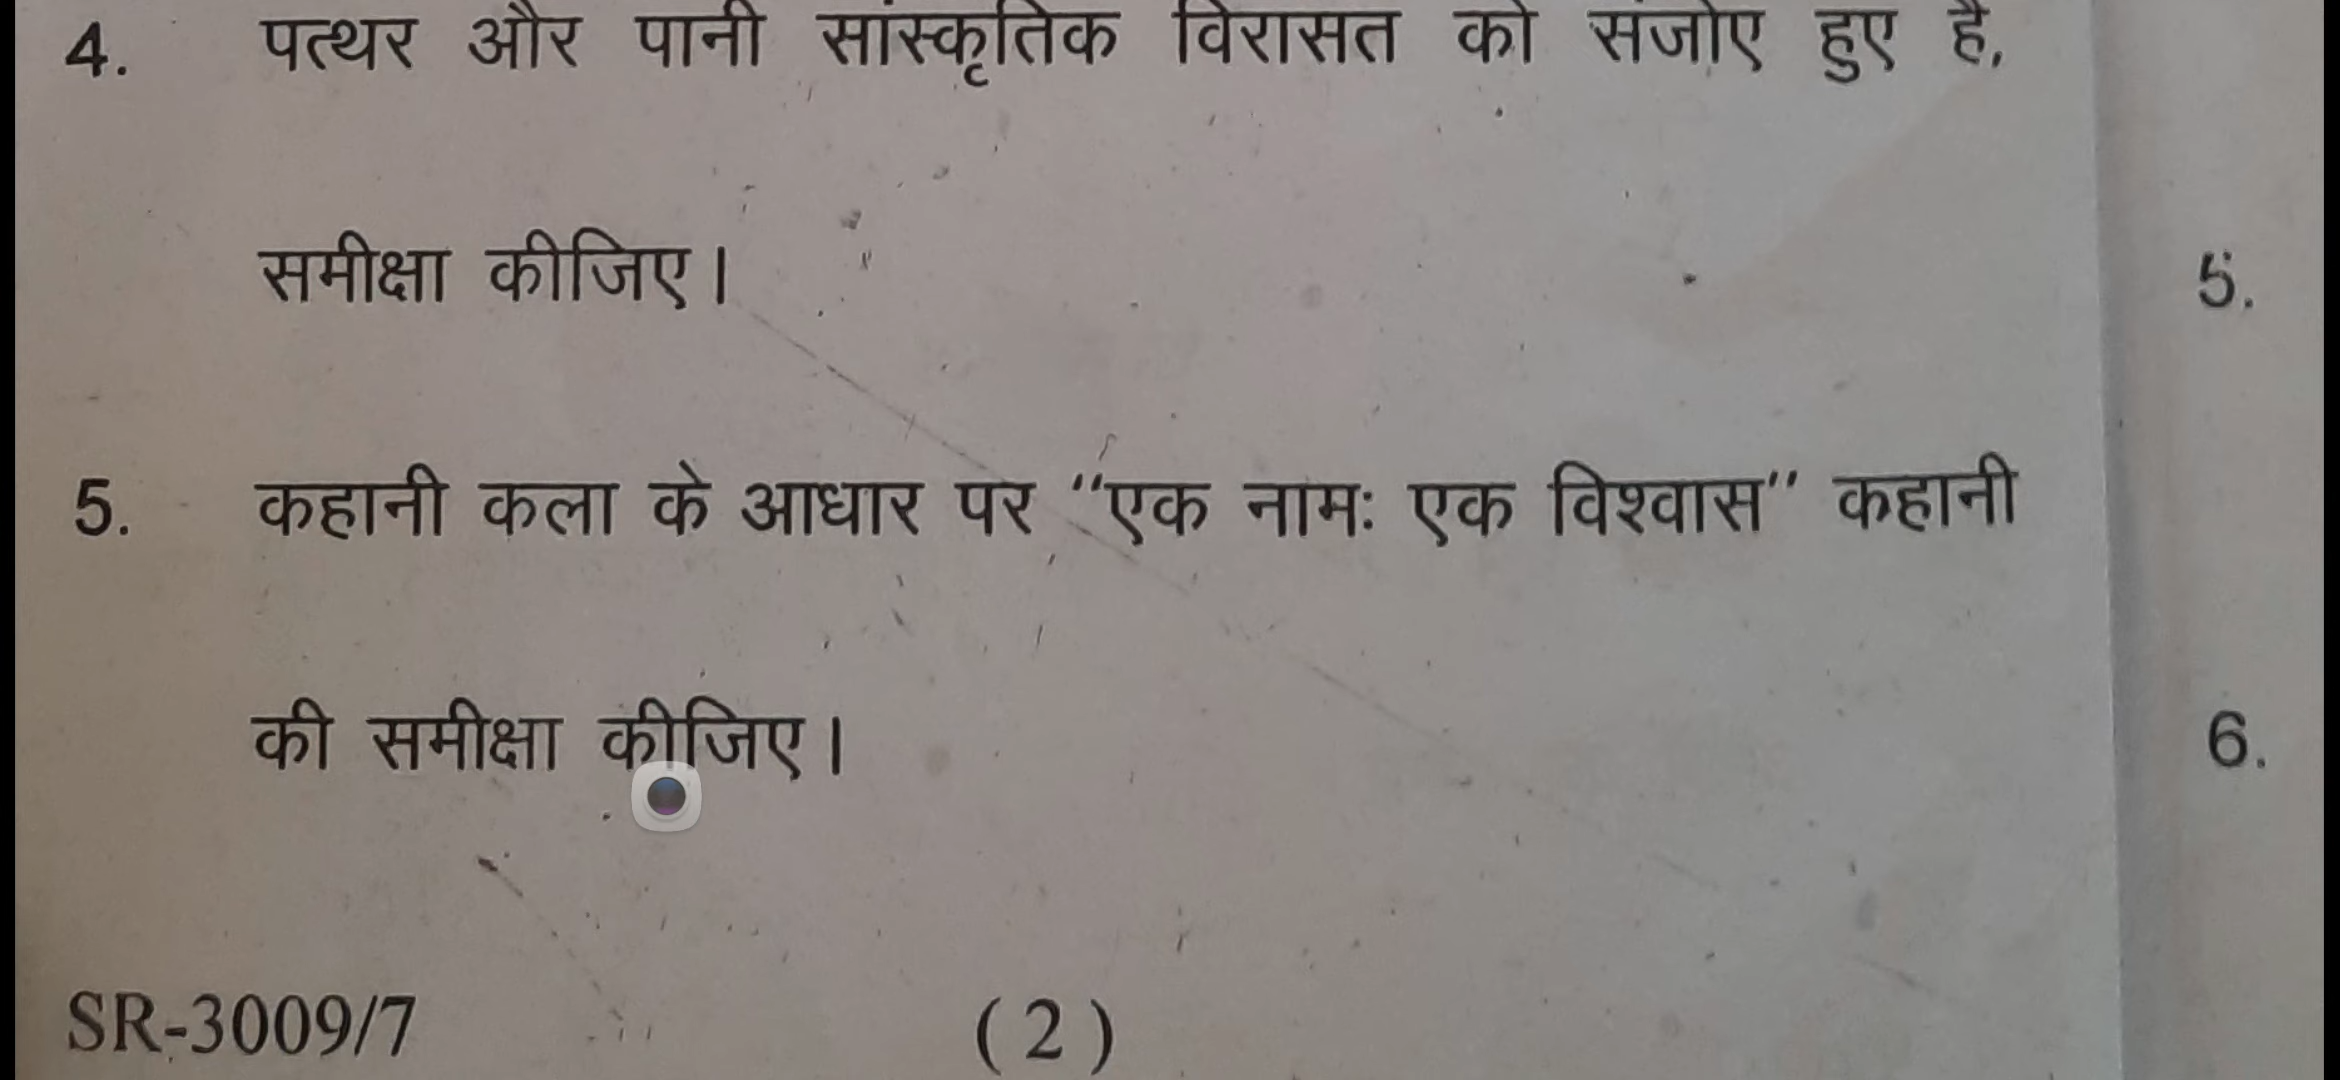 4. पत्थर और पानी सांस्कृतिक विरासत को संजोए हुए है,
समीक्षा कीजिए।
5.
5. कहानी कला के आधार पर "एक नामः एक विश्वास" कहानी
की समीक्षा कीजिए।
6.
SR-3009/7 (2)